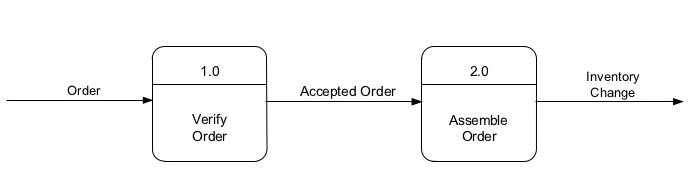 Order
1.0
Verify
Order
Accepted Order
2.0
Assemble
Order
Inventory
Change